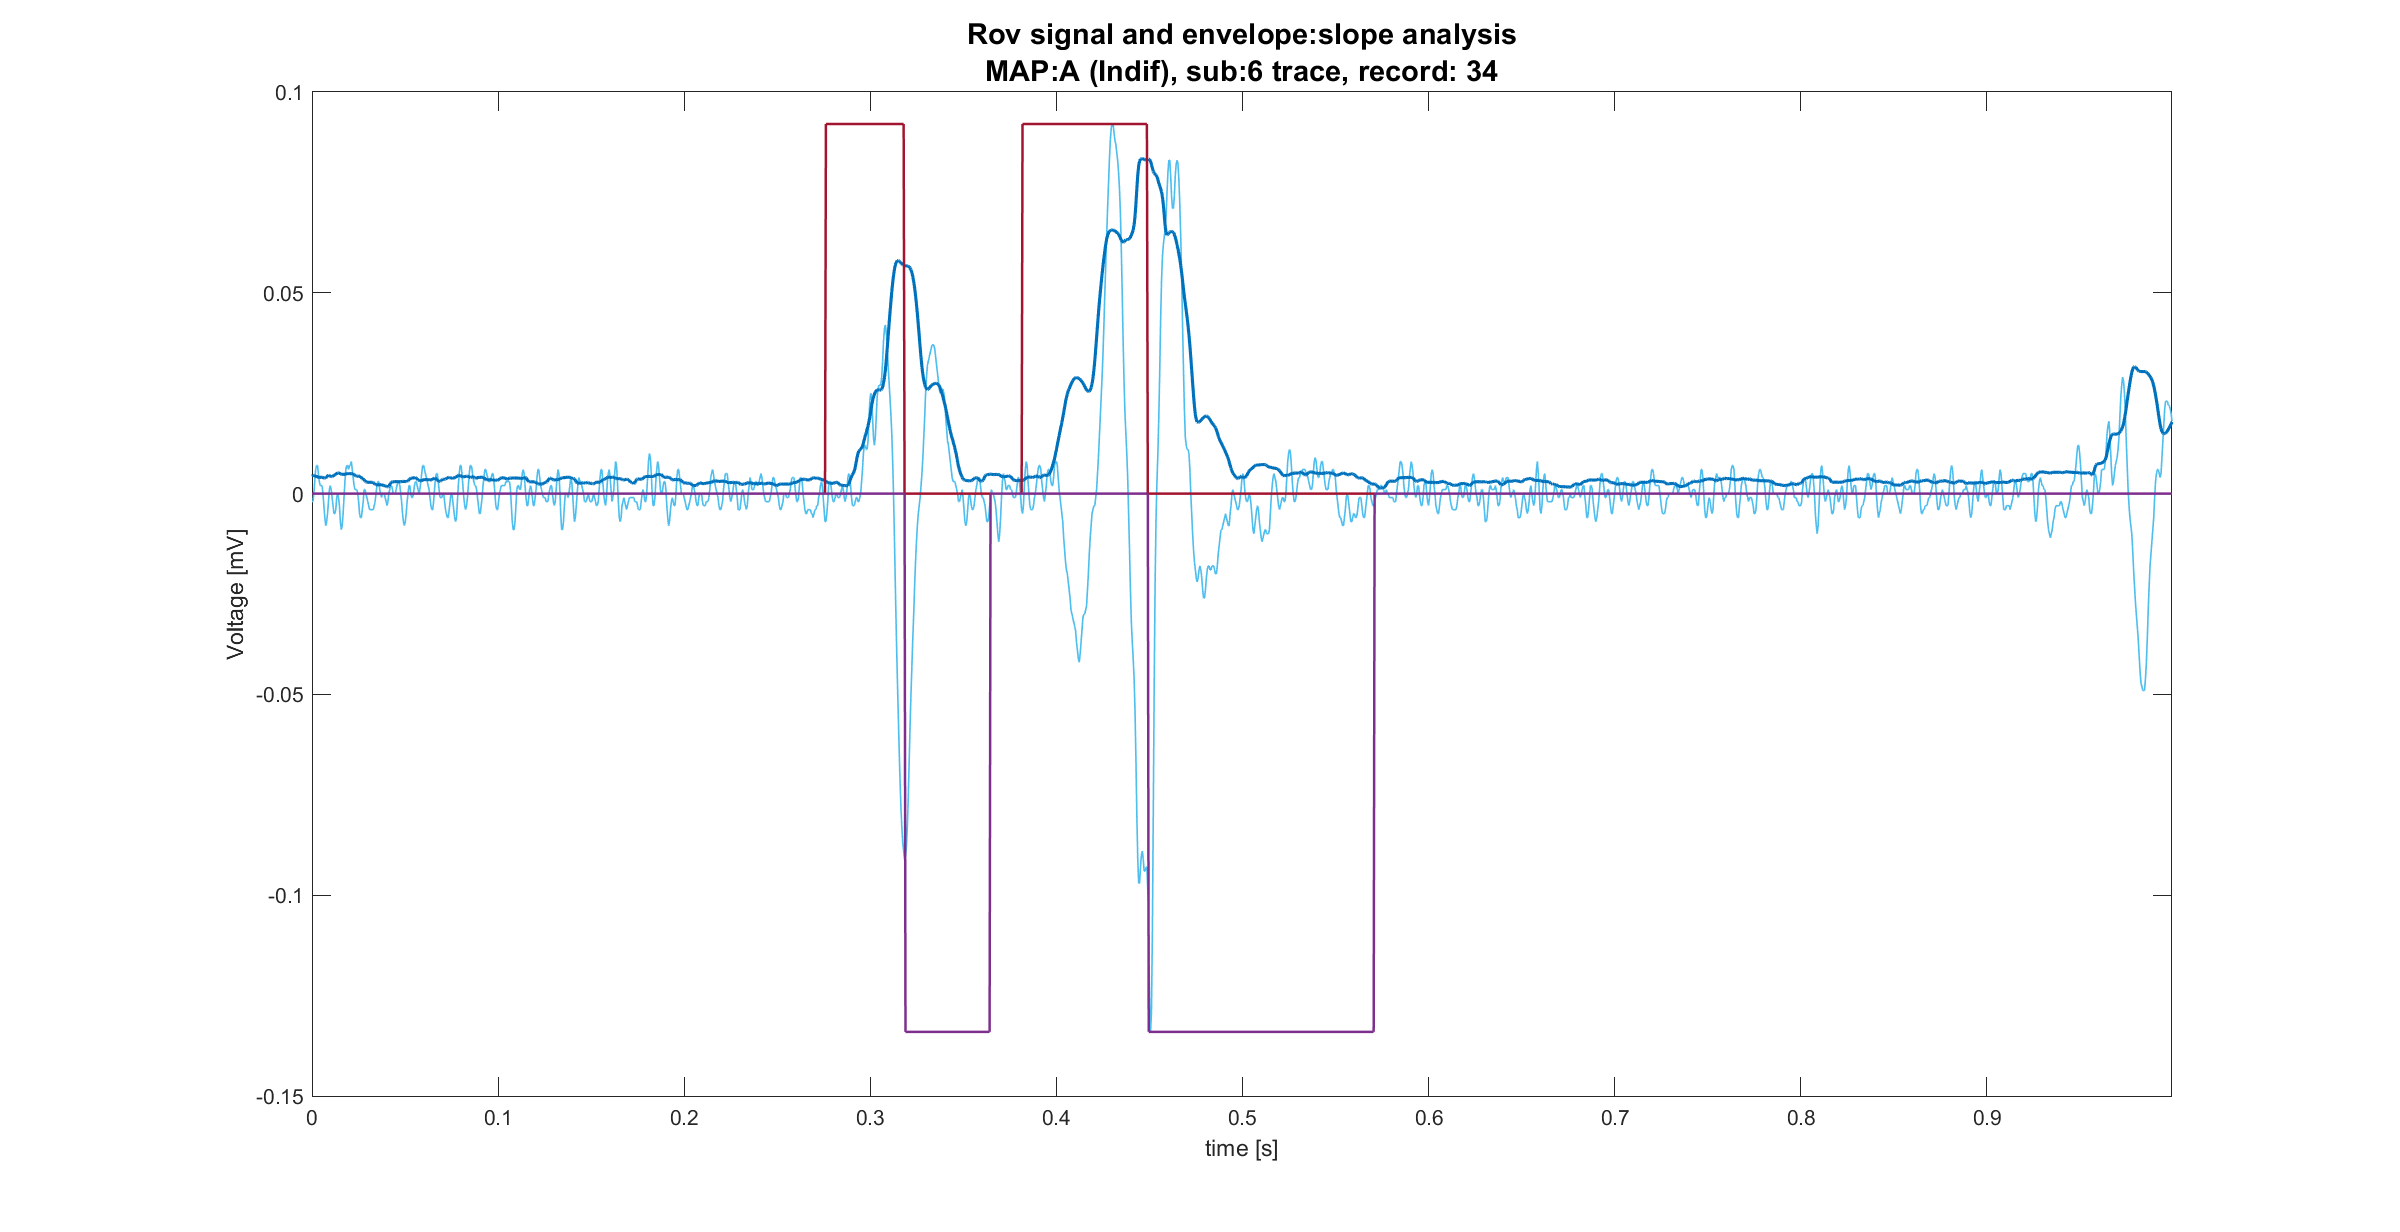 Rov signal and envelope:slope analysis
MAP:A (Indif), sub:6 trace, record: 34
0.1
0.05
0
-0.05
-0.1
-0.15
Voltage [mV]
0 0.1 0.2 0.3 0.4 0.5 0.6 0.7 0.8 0.9
time [s]